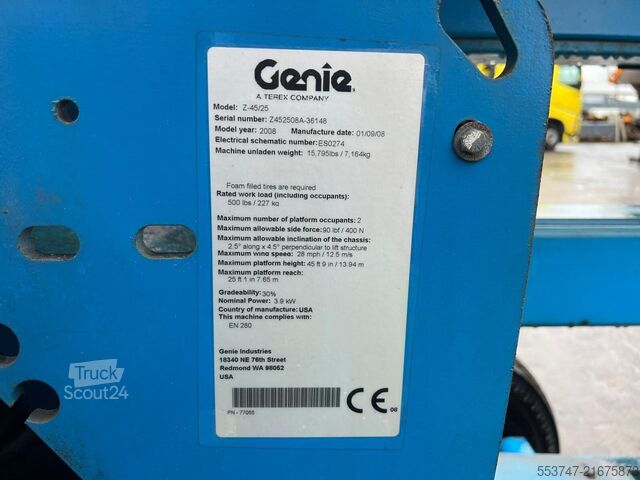 Genie
A TEREX COMPANY
Model: Z-45/25
Serial number: Z452508A-36148
Model year: 2008 Manufacture date: 01/09/08
Electrical schematic number:ES0274
Machine unladen weight: 15,795lbs / 7,164kg
Foam filled tires are required
Rated work load (including occupants):
500 lbs / 227 kg
Maximum number of platform occupants: 2
Maximum allowable side force:90 lbf / 400 N
Maximum allowable inclination of the chassis:
2.5° along x 4.5° perpendicular to lift structure
Maximum wind speed: 28 mph / 12.5 m/s
Maximum platform height: 45 ft 9 in / 13.94 m
Maximum platform reach:
25 ft 1 in 7.65 m
Gradeability:30%
Nominal Power: 3.9 kW
Country of manufacture: USA
This machine complies with:
EN 280
Genie Industries
18340 NE 76th Street
Redmond WA 98052
USA
PN - 77055
CE 08
Truck
Scout24
553747-21675872